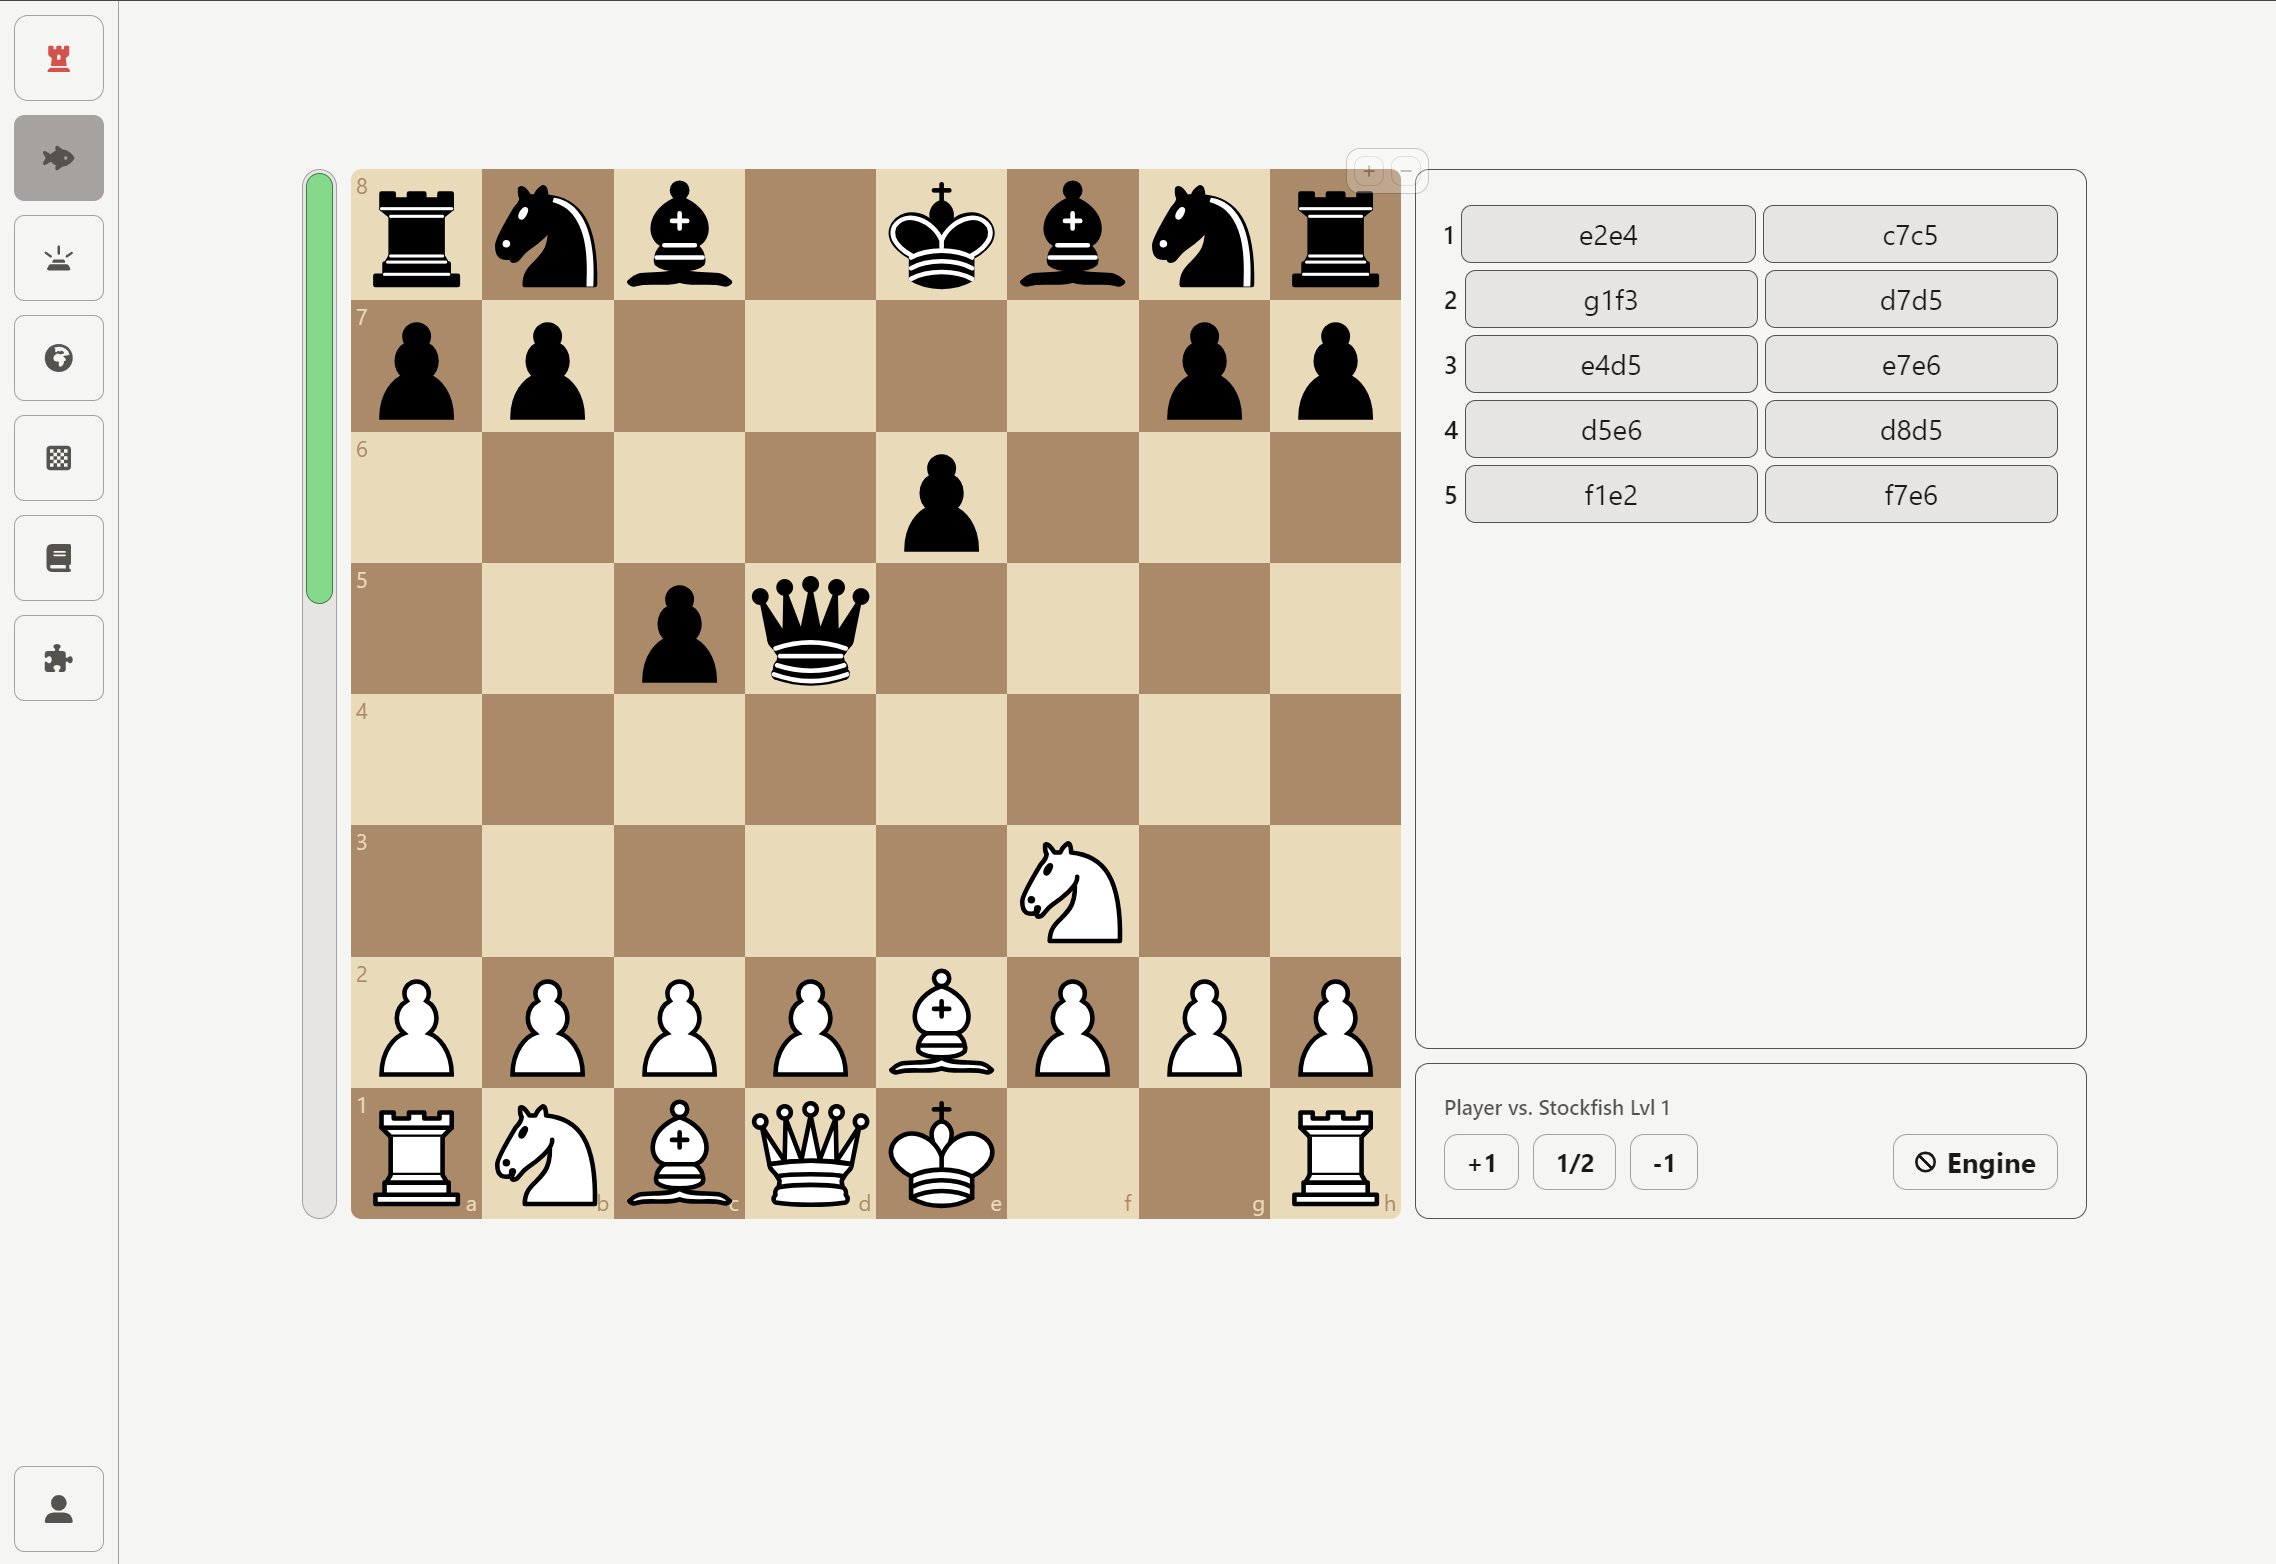 8
7
6
5
4
3
2
1
a b c d e f g h
+ −
1 e2e4 c7c5
2 g1f3 d7d5
3 e4d5 e7e6
4 d5e6 d8d5
5 f1e2 f7e6
Player vs. Stockfish Lvl 1
+1 1/2 -1 Engine